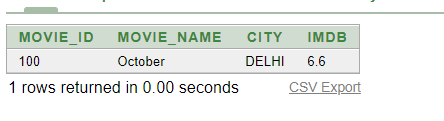 MOVIE_ID MOVIE_NAME CITY IMDB
100 October DELHI 6.6
1 rows returned in 0.00 seconds CSV Export